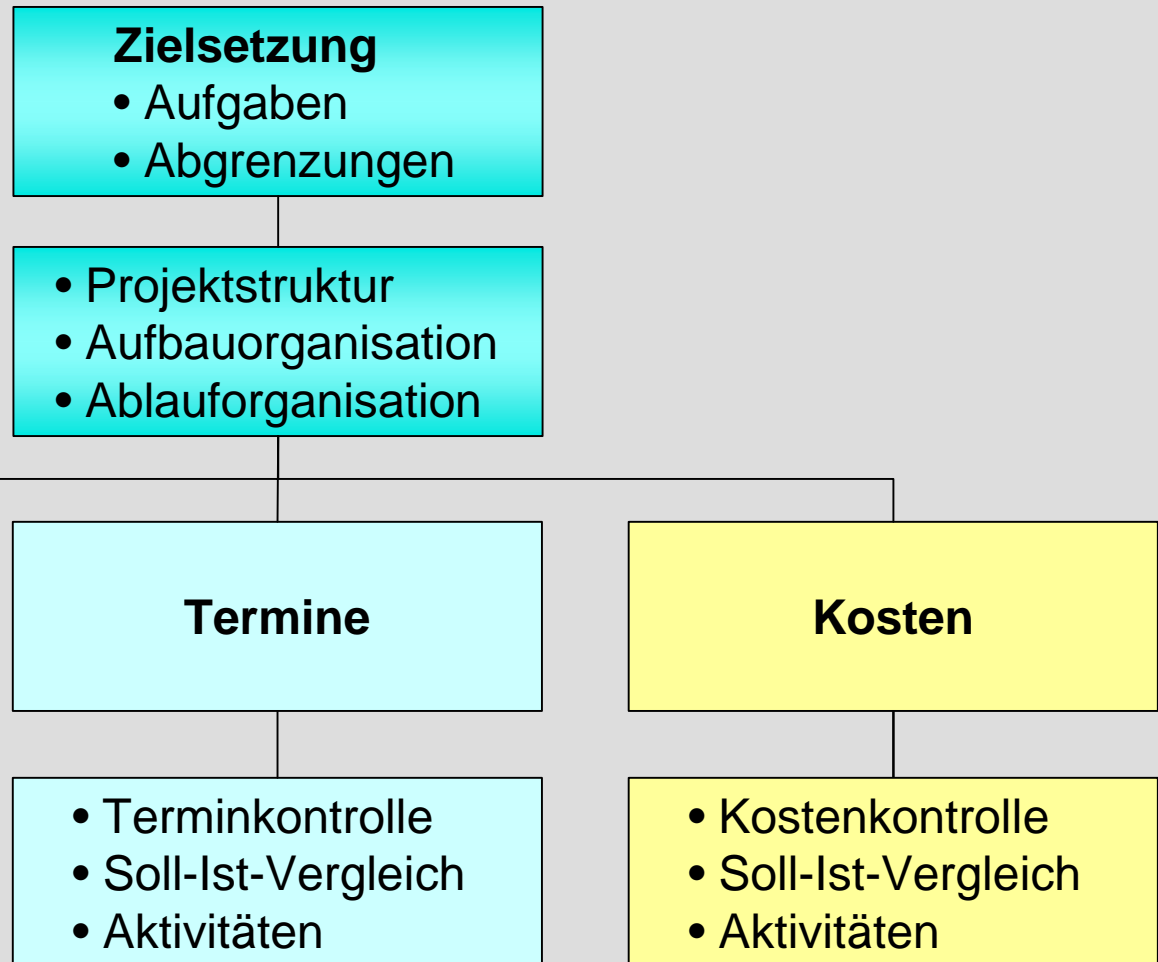 Zielsetzung
• Aufgaben
• Abgrenzungen
• Projektstruktur
• Aufbauorganisation
• Ablauforganisation
Termine
Kosten
• Terminkontrolle
• Soll-Ist-Vergleich
• Aktivitäten
• Kostenkontrolle
• Soll-Ist-Vergleich
• Aktivitäten